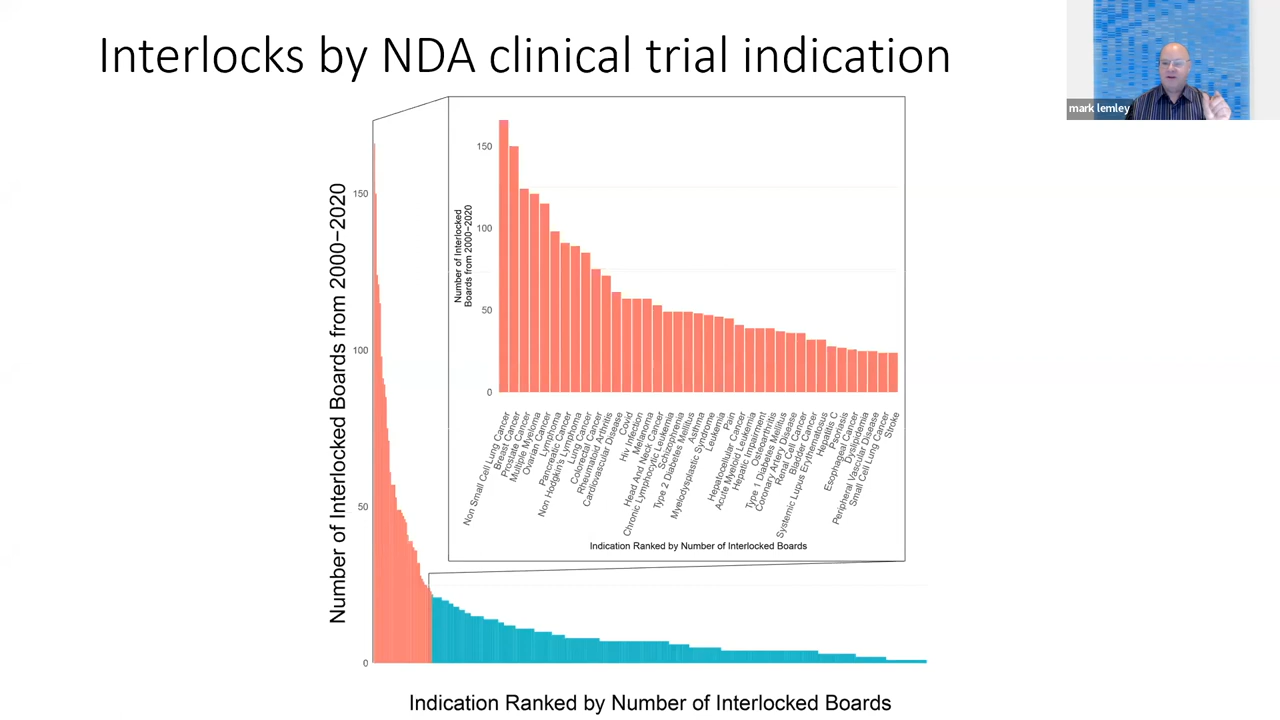 Interlocks by NDA clinical trial indication
mark lemley
Number of Interlocked Boards from 2000−2020
150
100
50
0
Number of Interlocked
Boards from 2000−2020
150
100
50
0
Non Small Cell Lung Cancer
Breast Cancer
Prostate Cancer
Multiple Myeloma
Ovarian Cancer
Lymphoma
Pancreatic Cancer
Non Hodgkin's Lymphoma
Lung Cancer
Colorectal Cancer
Rheumatoid Arthritis
Cardiovascular Disease
Covid
Hiv Infection
Melanoma
Head And Neck Cancer
Chronic Lymphocytic Leukemia
Schizophrenia
Type 2 Diabetes Mellitus
Asthma
Myelodysplastic Syndrome
Leukemia
Pain
Hepatocellular Cancer
Acute Myeloid Leukemia
Hepatic Impairment
Osteoarthritis
Type 1 Diabetes Mellitus
Coronary Artery Disease
Renal Cell Cancer
Bladder Cancer
Systemic Lupus Erythematosus
Hepatitis C
Psoriasis
Esophageal Cancer
Dyslipidemia
Peripheral Vascular Disease
Small Cell Lung Cancer
Stroke
Indication Ranked by Number of Interlocked Boards
Indication Ranked by Number of Interlocked Boards